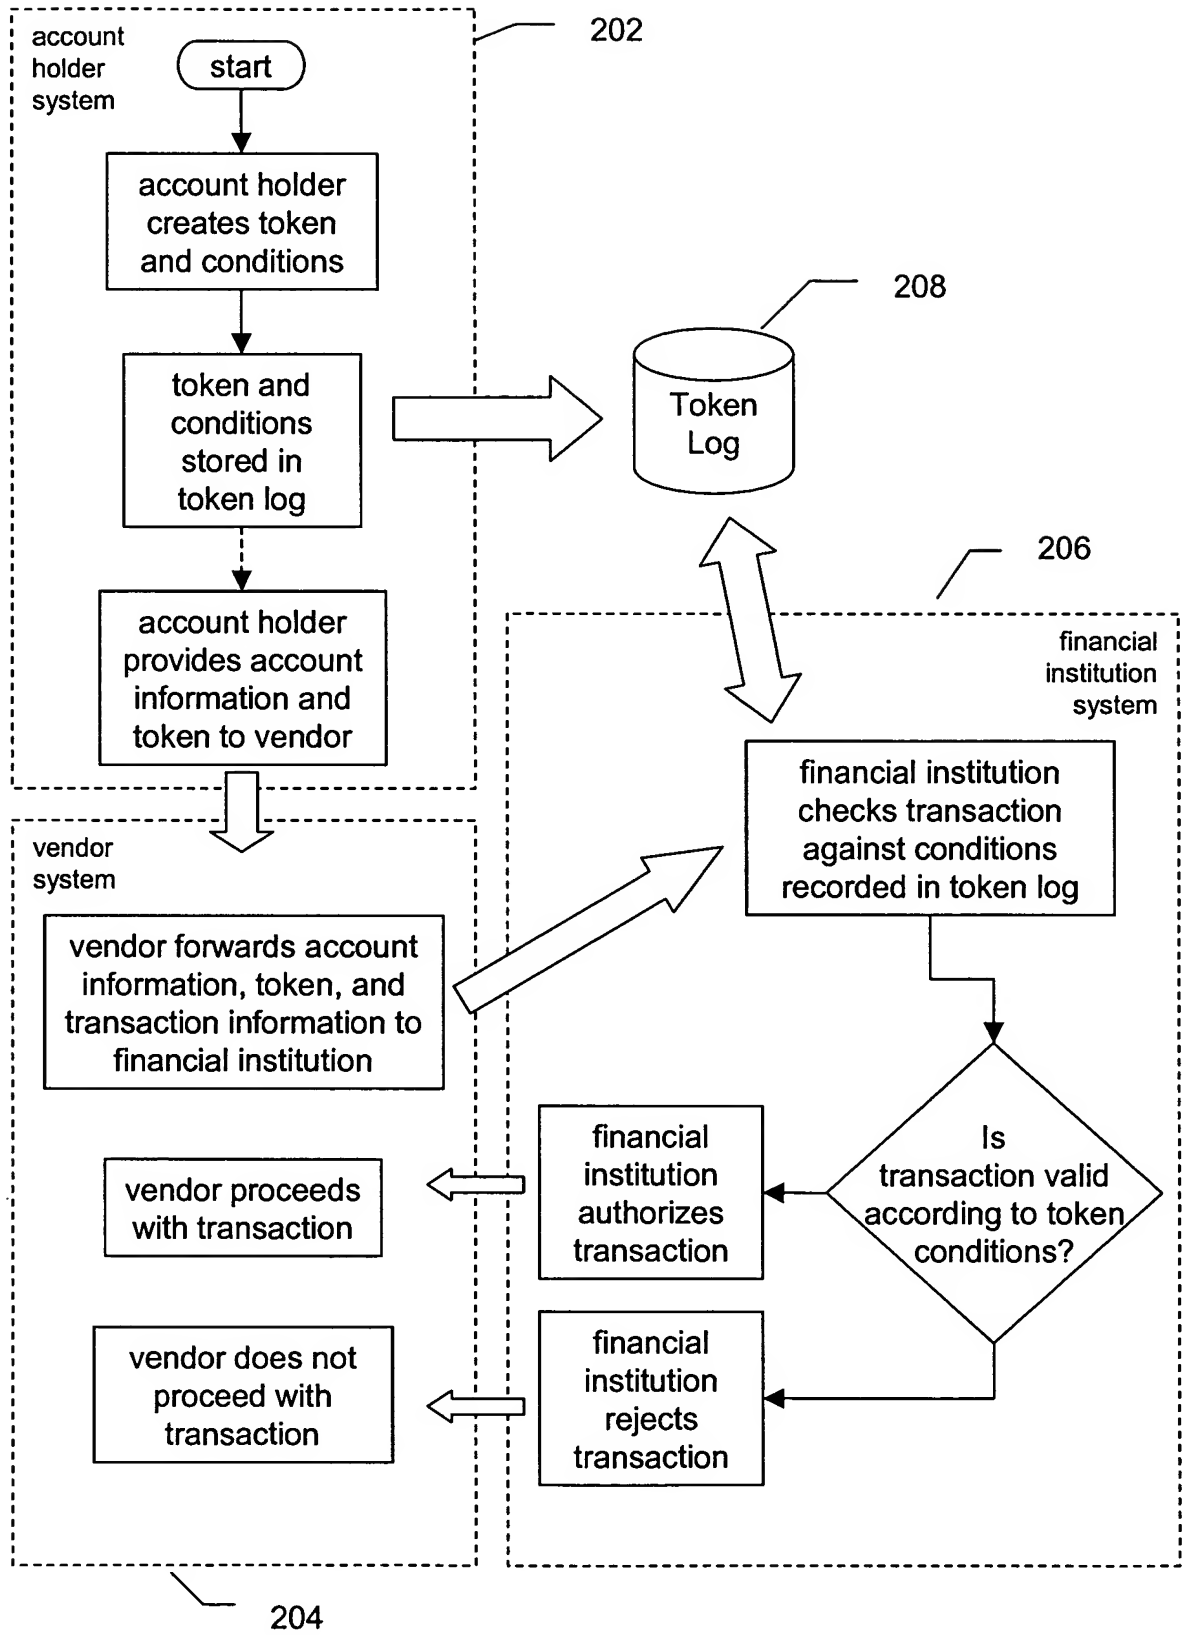 account
holder
system
start
202
account holder
creates token
and conditions
208
token and
conditions
stored in
token log
Token
Log
206
account holder
provides account
information and
token to vendor
financial
institution
system
financial institution
checks transaction
against conditions
recorded in token log
vendor
system
vendor forwards account
information, token, and
transaction information to
financial institution
Is
transaction valid
according to token
conditions?
financial
institution
authorizes
transaction
vendor proceeds
with transaction
financial
institution
rejects
transaction
vendor does not
proceed with
transaction
204